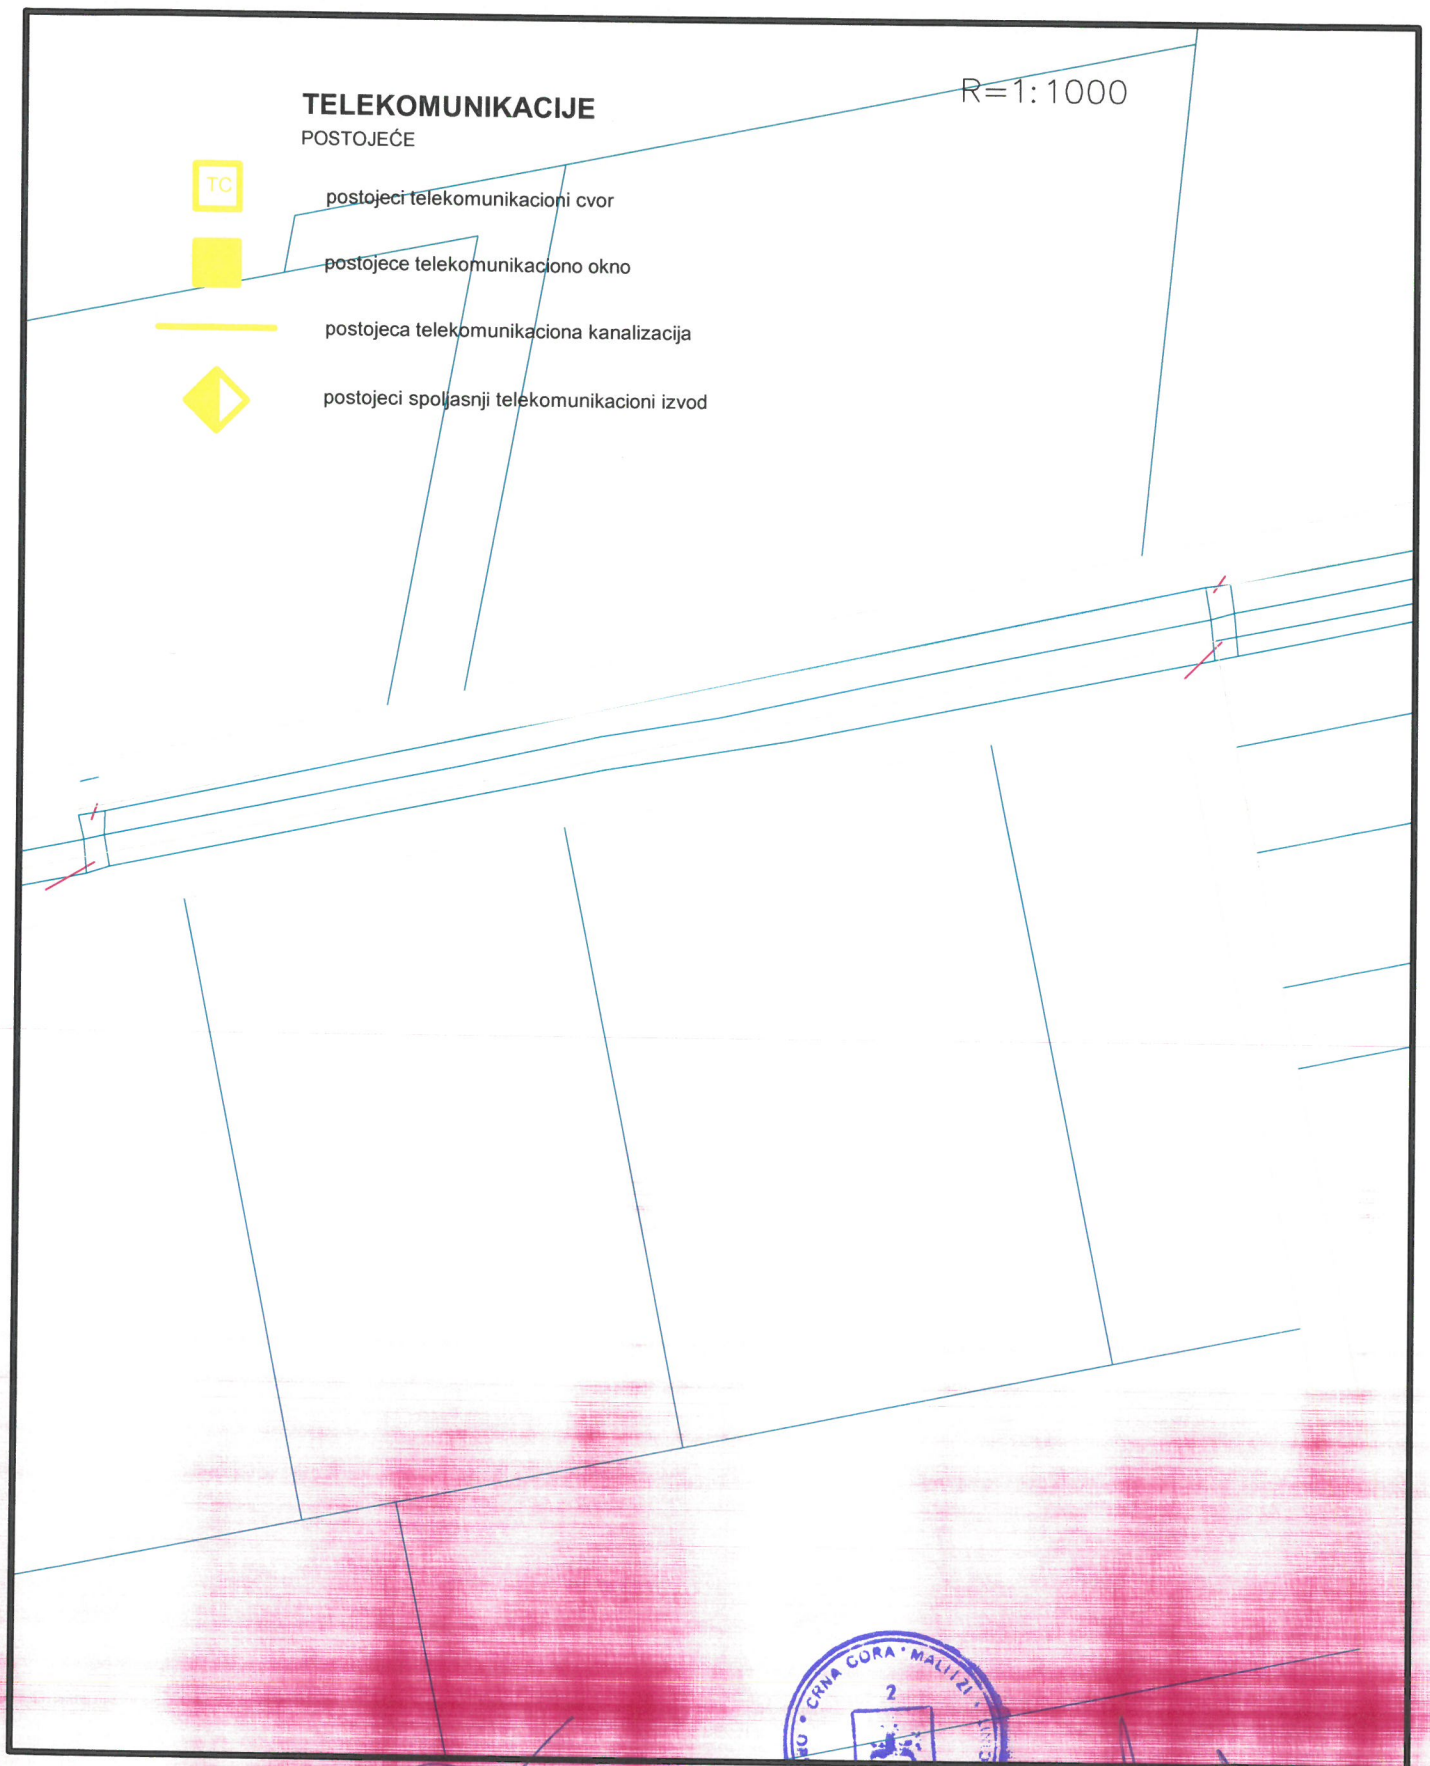 TELEKOMUNIKACIJE
R=1:1000
POSTOJEĆE
TC
postojeci telekomunikacioni cvor
postojece telekomunikaciono okno
postojeca telekomunikaciona kanalizacija
postojeci spoljasnji telekomunikacioni izvod
CRNA GORA
2